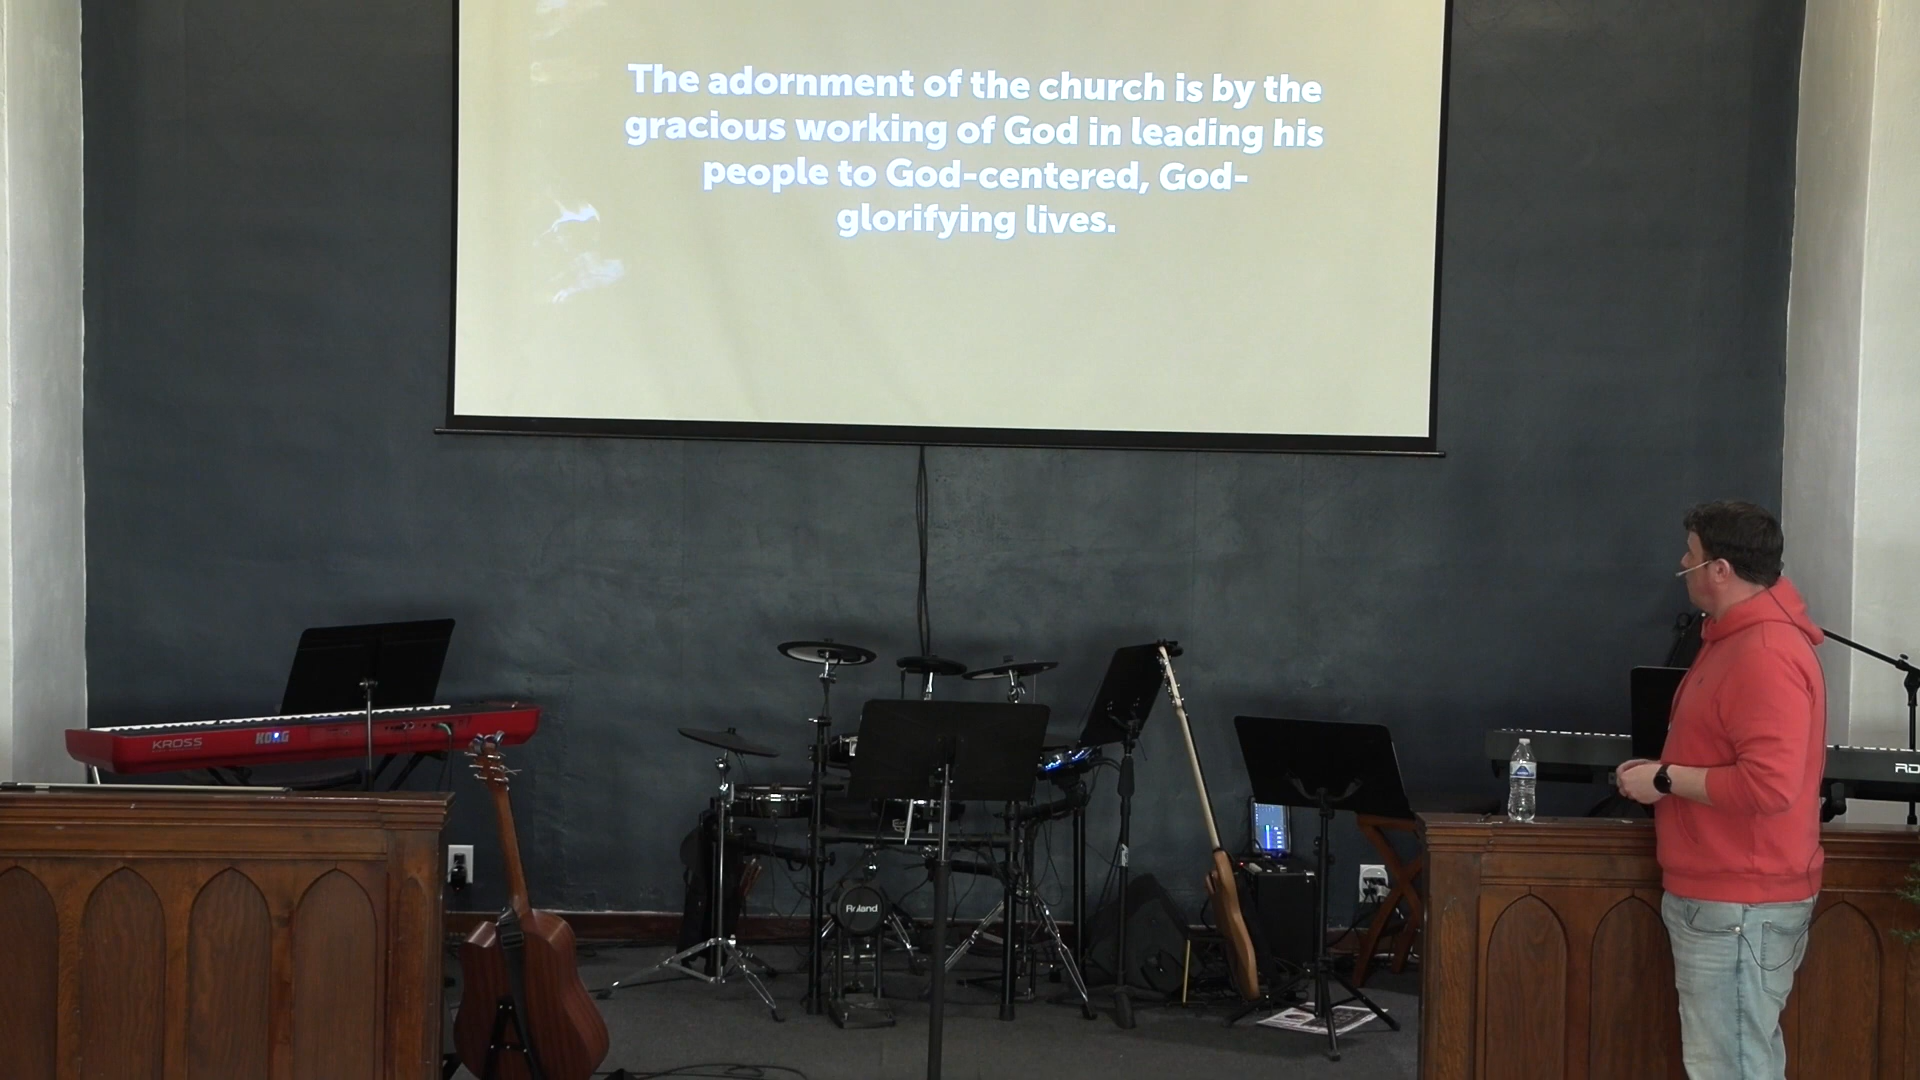 The adornment of the church is by the
gracious working of God in leading his
people to God-centered, God-
glorifying lives.
KROSS
KORG
Roland
RD